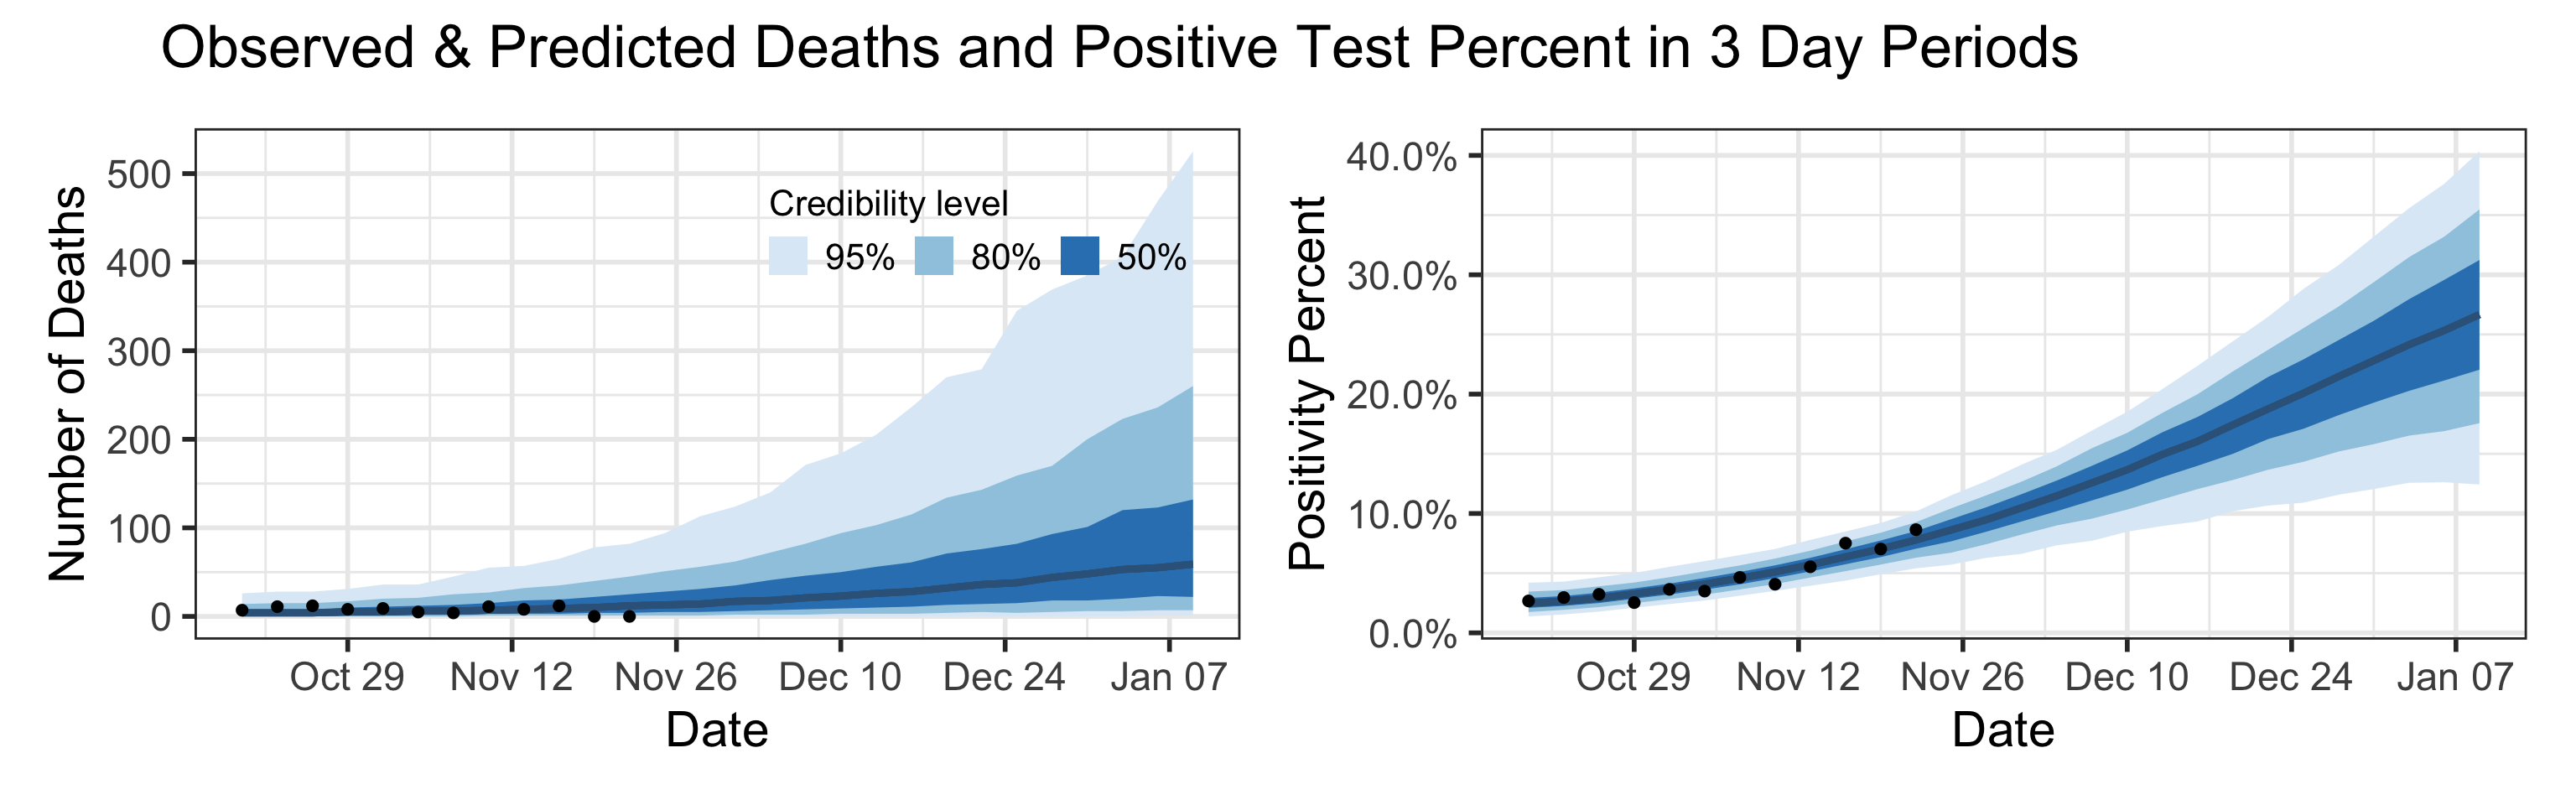 Observed & Predicted Deaths and Positive Test Percent in 3 Day Periods
Number of Deaths
500
400
300
200
100
0
Credibility level
95% 80% 50%
Oct 29 Nov 12 Nov 26 Dec 10 Dec 24 Jan 07
Date
Positivity Percent
40.0%
30.0%
20.0%
10.0%
0.0%
Oct 29 Nov 12 Nov 26 Dec 10 Dec 24 Jan 07
Date